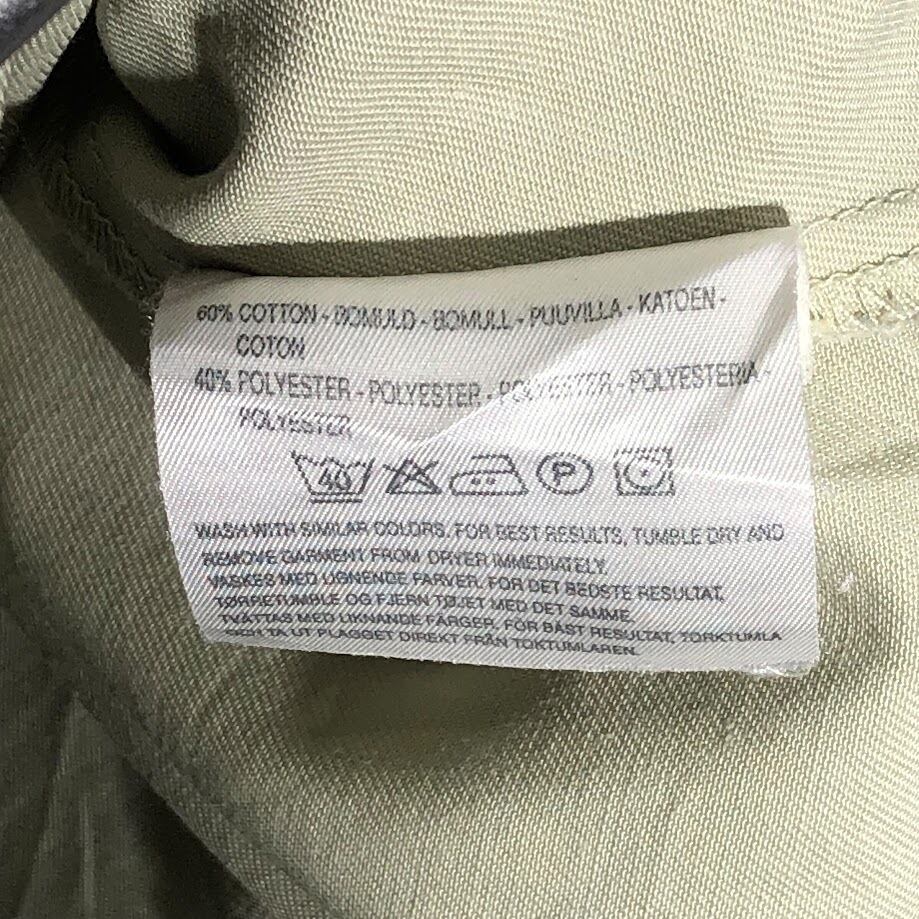 60% COTTON - BOMULD - BOMULL - PUUVILLA - KATOEN -
COTON
40% POLYESTER - POLYESTER - POLYESTER - POLYESTERIA -
POLYESTER
40 P
WASH WITH SIMILAR COLORS. FOR BEST RESULTS, TUMBLE DRY AND
REMOVE GARMENT FROM DRYER IMMEDIATELY.
VASKES MED LIGNENDE FARVER. FOR DET BEDSTE RESULTAT,
TØRRETUMBLE OG FJERN TØJET MED DET SAMME.
TVÄTTAS MED LIKNANDE FÄRGER, FOR BÄST RESULTAT, TORKTUMLA
OCH TA UT PLAGGET DIREKT FRÅN TOKTUMLAREN.